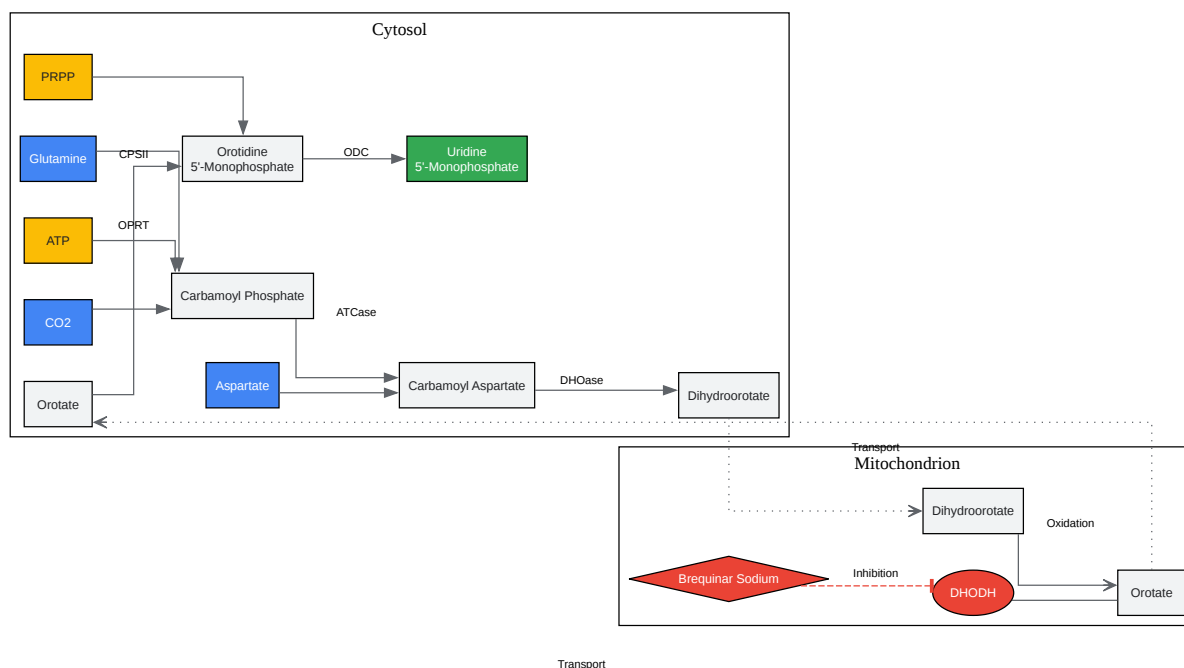 Cytosol
PRPP
Glutamine
CPSII
Orotidine
5'-Monophosphate
ODC
Uridine
5'-Monophosphate
ATP
OPRT
CO2
Carbamoyl Phosphate
ATCase
Orotate
Aspartate
Carbamoyl Aspartate
DHOase
Dihydroorotate
Transport
Mitochondrion
Dihydroorotate
Oxidation
Brequinar Sodium
Inhibition
DHODH
Orotate
Transport